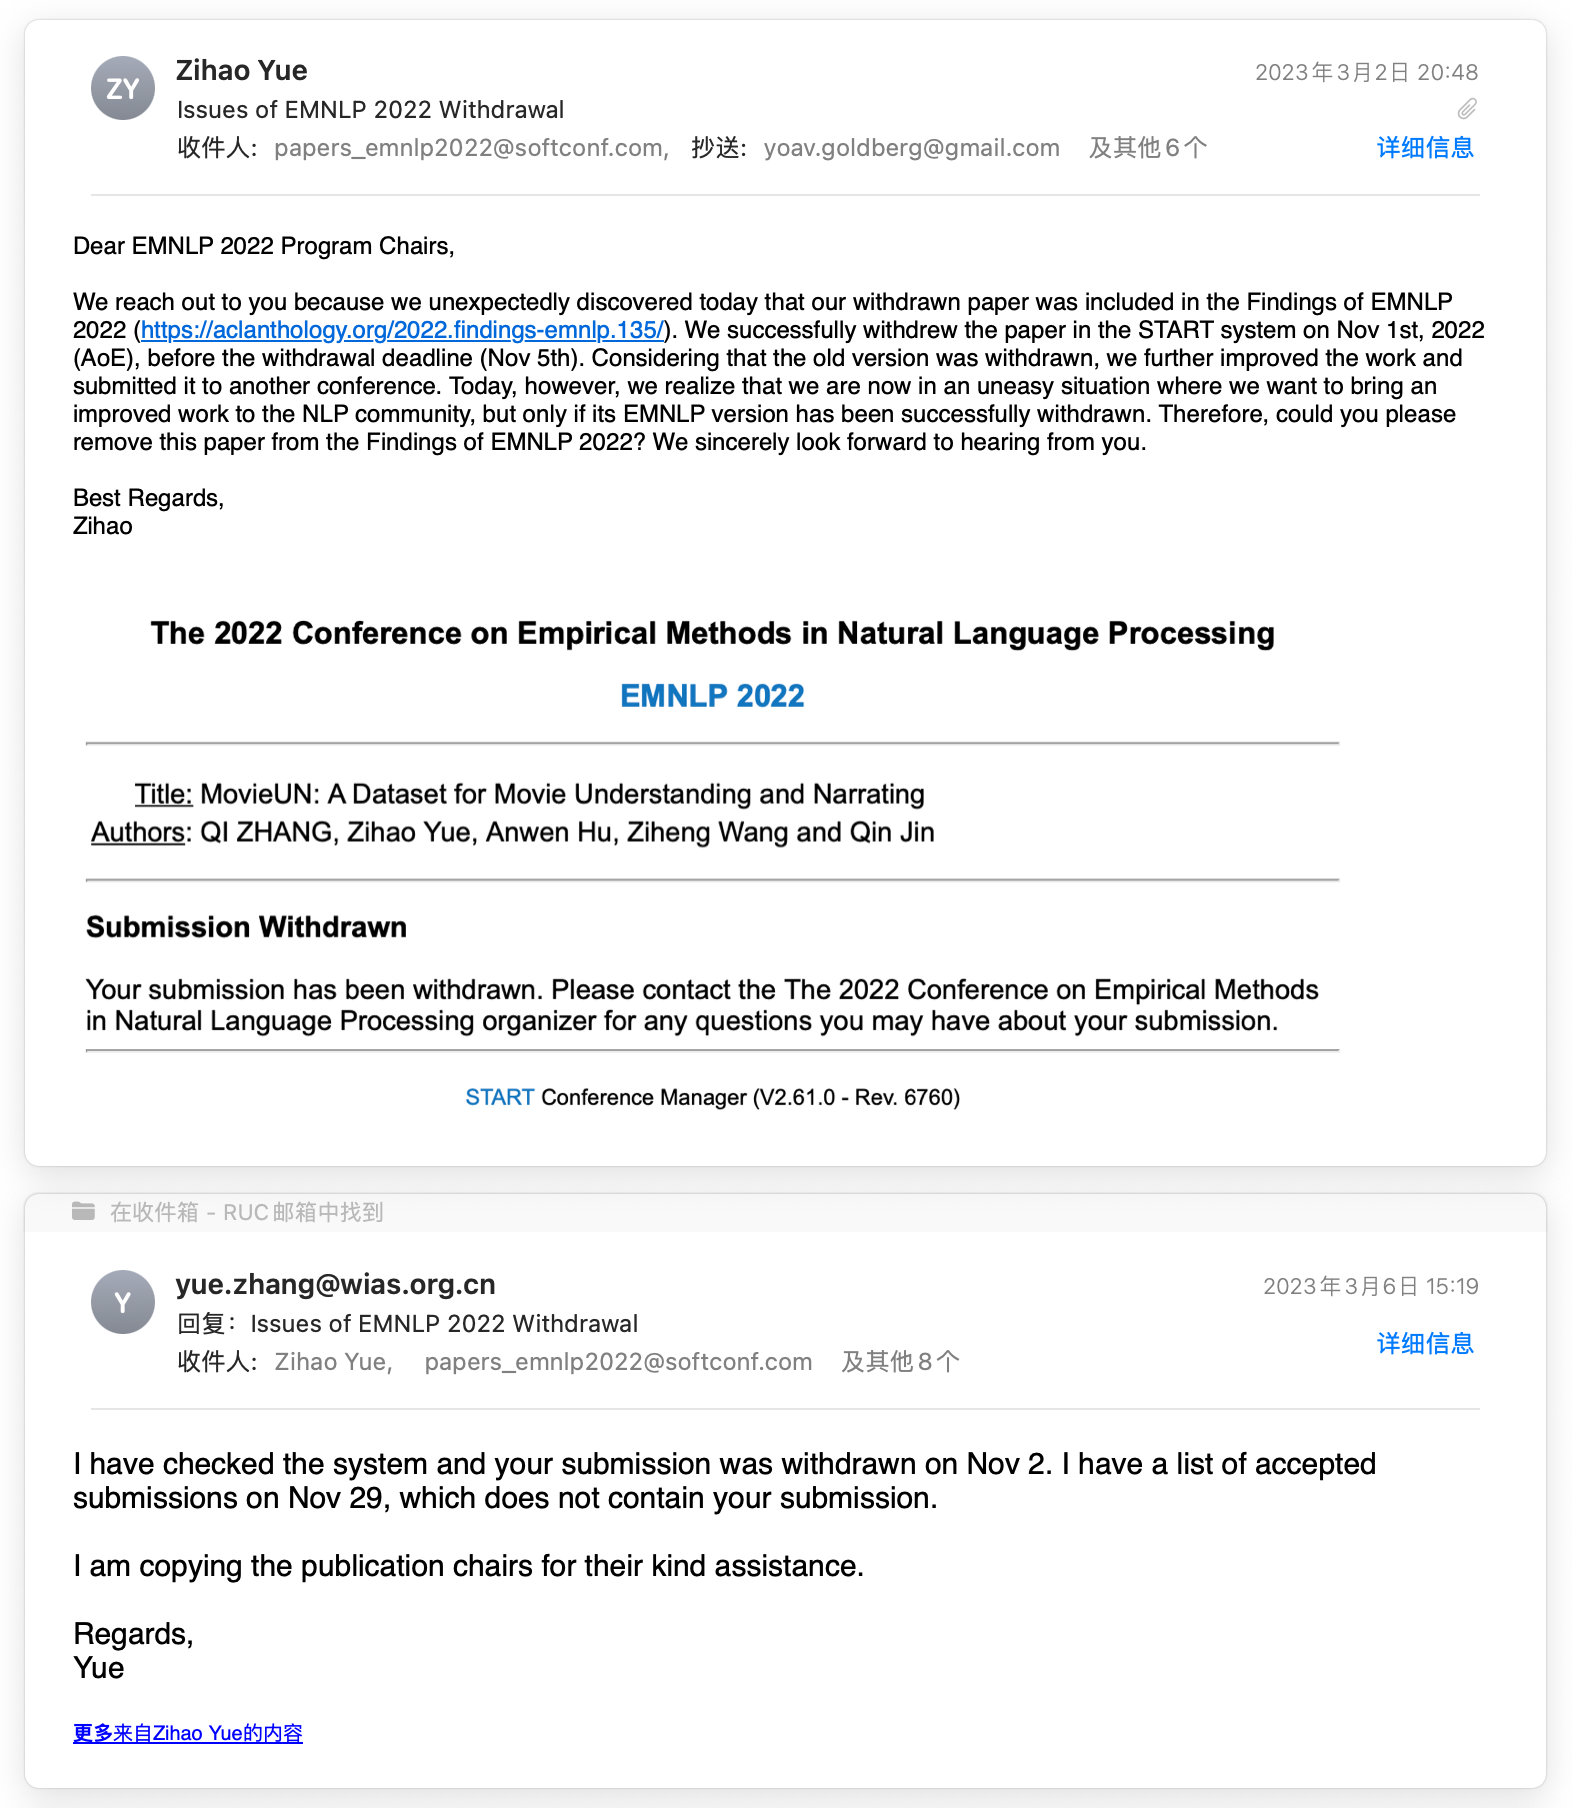 ZY
Zihao Yue
2023年3月2日 20:48
Issues of EMNLP 2022 Withdrawal
收件人: papers_emnlp2022@softconf.com, 抄送: yoav.goldberg@gmail.com 及其他6个
详细信息
Dear EMNLP 2022 Program Chairs,
We reach out to you because we unexpectedly discovered today that our withdrawn paper was included in the Findings of EMNLP
2022 (https://aclanthology.org/2022.findings-emnlp.135/). We successfully withdrew the paper in the START system on Nov 1st, 2022
(AoE), before the withdrawal deadline (Nov 5th). Considering that the old version was withdrawn, we further improved the work and
submitted it to another conference. Today, however, we realize that we are now in an uneasy situation where we want to bring an
improved work to the NLP community, but only if its EMNLP version has been successfully withdrawn. Therefore, could you please
remove this paper from the Findings of EMNLP 2022? We sincerely look forward to hearing from you.
Best Regards,
Zihao
The 2022 Conference on Empirical Methods in Natural Language Processing
EMNLP 2022
Title: MovieUN: A Dataset for Movie Understanding and Narrating
Authors: QI ZHANG, Zihao Yue, Anwen Hu, Ziheng Wang and Qin Jin
Submission Withdrawn
Your submission has been withdrawn. Please contact the The 2022 Conference on Empirical Methods
in Natural Language Processing organizer for any questions you may have about your submission.
START Conference Manager (V2.61.0 - Rev. 6760)
在收件箱 - RUC邮箱中找到
Y
yue.zhang@wias.org.cn
2023年3月6日 15:19
回复：Issues of EMNLP 2022 Withdrawal
收件人: Zihao Yue, papers_emnlp2022@softconf.com 及其他8个
详细信息
I have checked the system and your submission was withdrawn on Nov 2. I have a list of accepted
submissions on Nov 29, which does not contain your submission.
I am copying the publication chairs for their kind assistance.
Regards,
Yue
更多来自Zihao Yue的内容